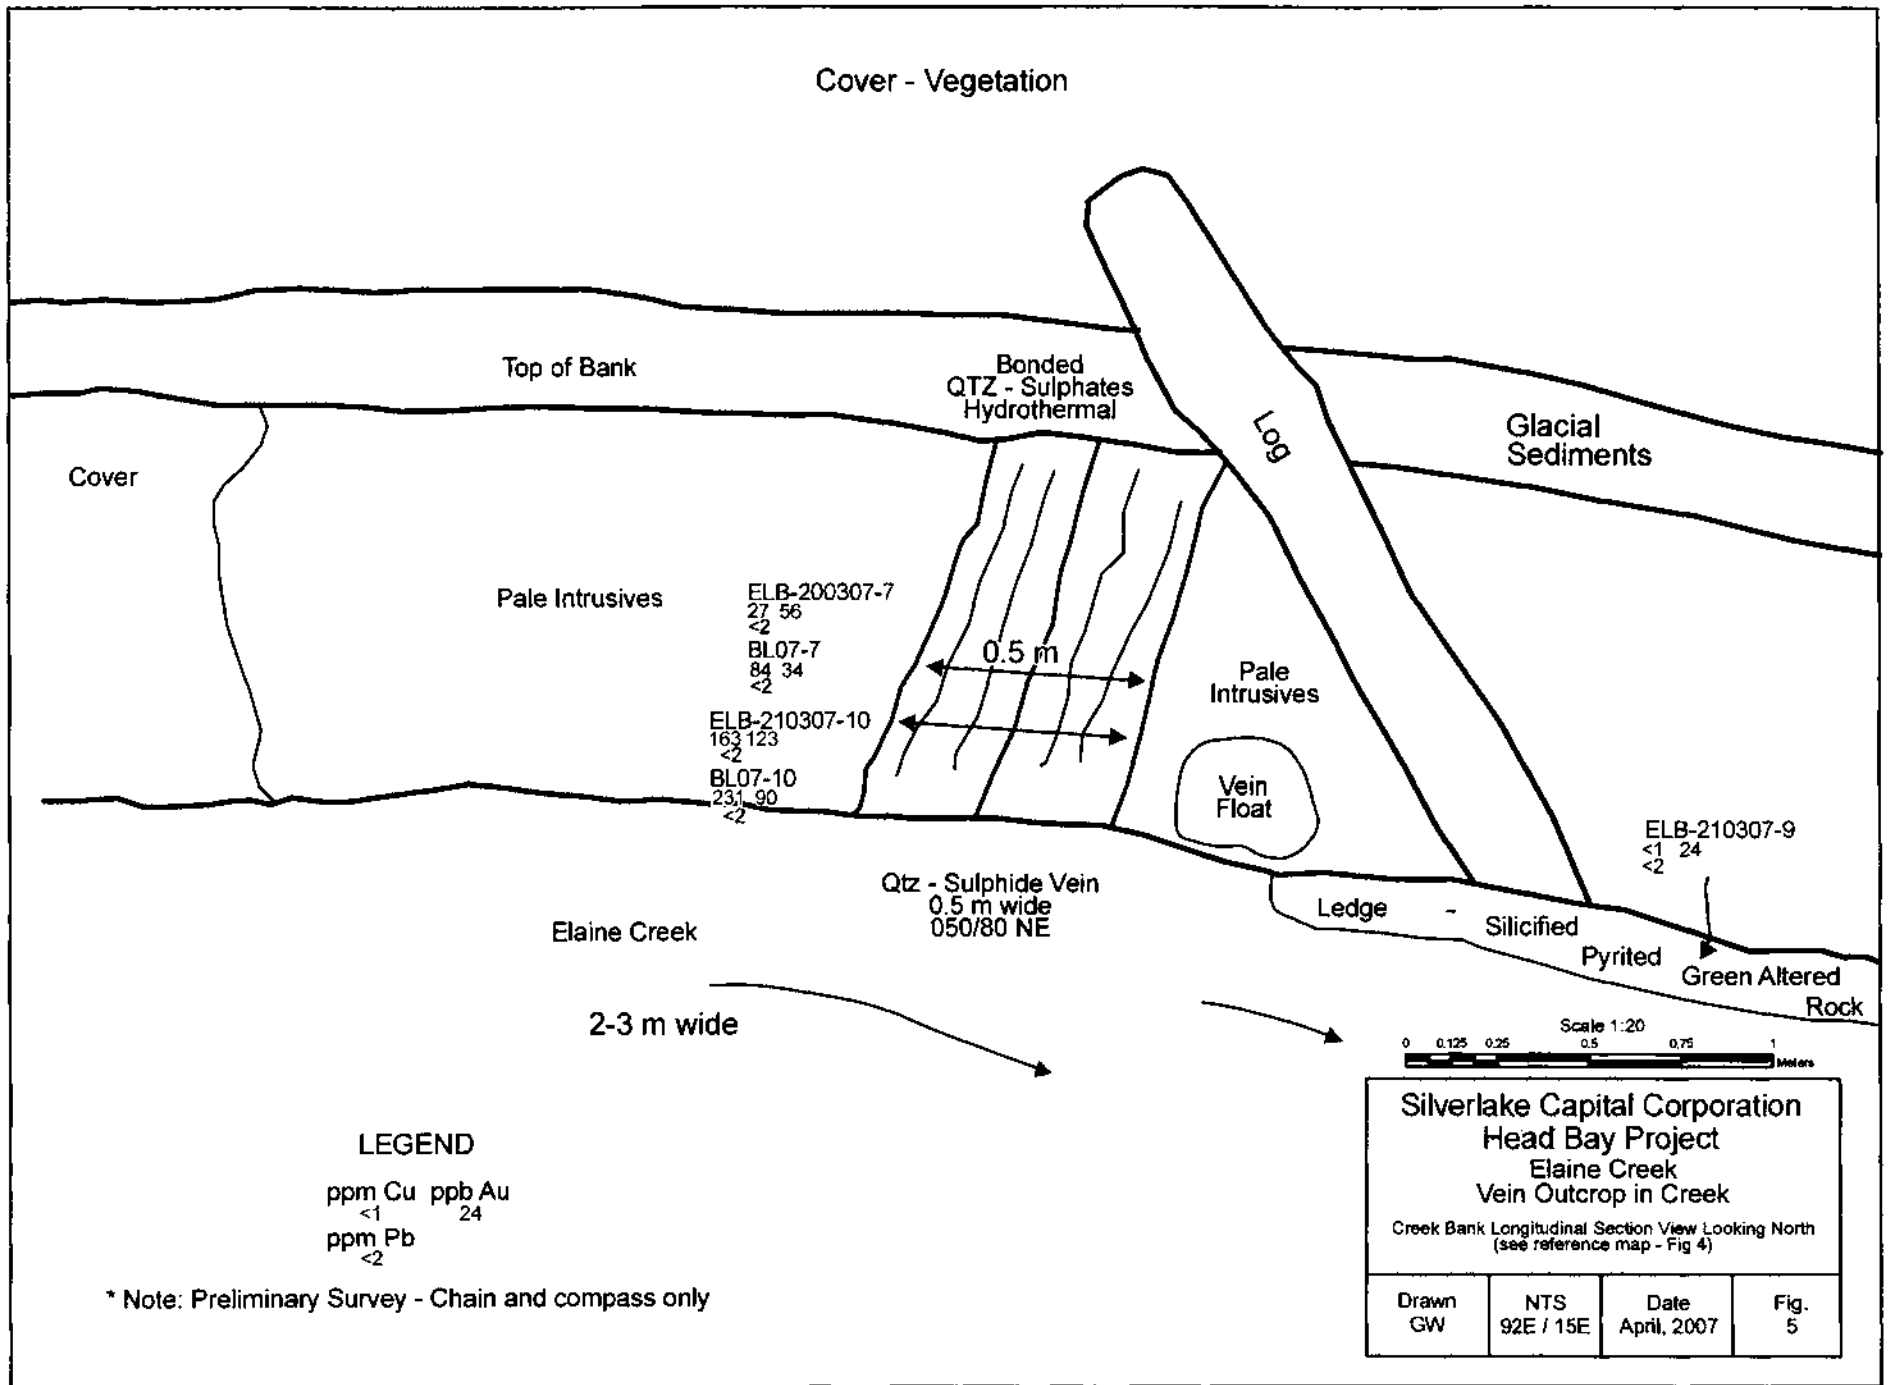 Cover - Vegetation
Top of Bank
Bonded
QTZ - Sulphates
Hydrothermal
Log
Glacial
Sediments
Cover
Pale Intrusives
ELB-200307-7
27 56
<2
BL07-7
84 34
<2
ELB-210307-10
163 123
<2
BL07-10
231 90
<2
0.5 m
Pale
Intrusives
Vein
Float
ELB-210307-9
<1 24
<2
Qtz - Sulphide Vein
0.5 m wide
050/80 NE
Elaine Creek
2-3 m wide
Ledge - Silicified
Pyrited
Green Altered
Rock
Scale 1:20
0 0.125 0.25 0.5 0.75 1
Meters
LEGEND
ppm Cu ppb Au
<1 24
ppm Pb
<2
* Note: Preliminary Survey - Chain and compass only
Silverlake Capital Corporation
Head Bay Project
Elaine Creek
Vein Outcrop in Creek
Creek Bank Longitudinal Section View Looking North
(see reference map - Fig 4)
Drawn
GW
NTS
92E / 15E
Date
April, 2007
Fig.
5